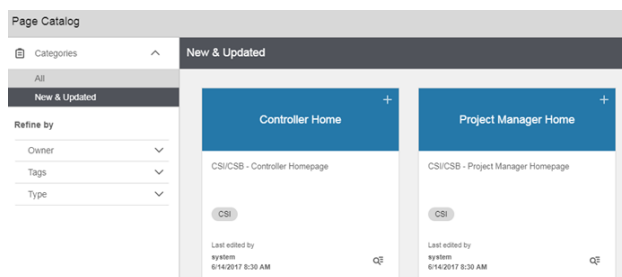 Page Catalog
Categories
All
New & Updated
Refine by
Owner
Tags
Type
New & Updated
Controller Home
CSI/CSB - Controller Homepage
CSI
Last edited by
system
6/14/2017 8:30 AM
Project Manager Home
CSI/CSB - Project Manager Homepage
CSI
Last edited by
system
6/14/2017 8:30 AM